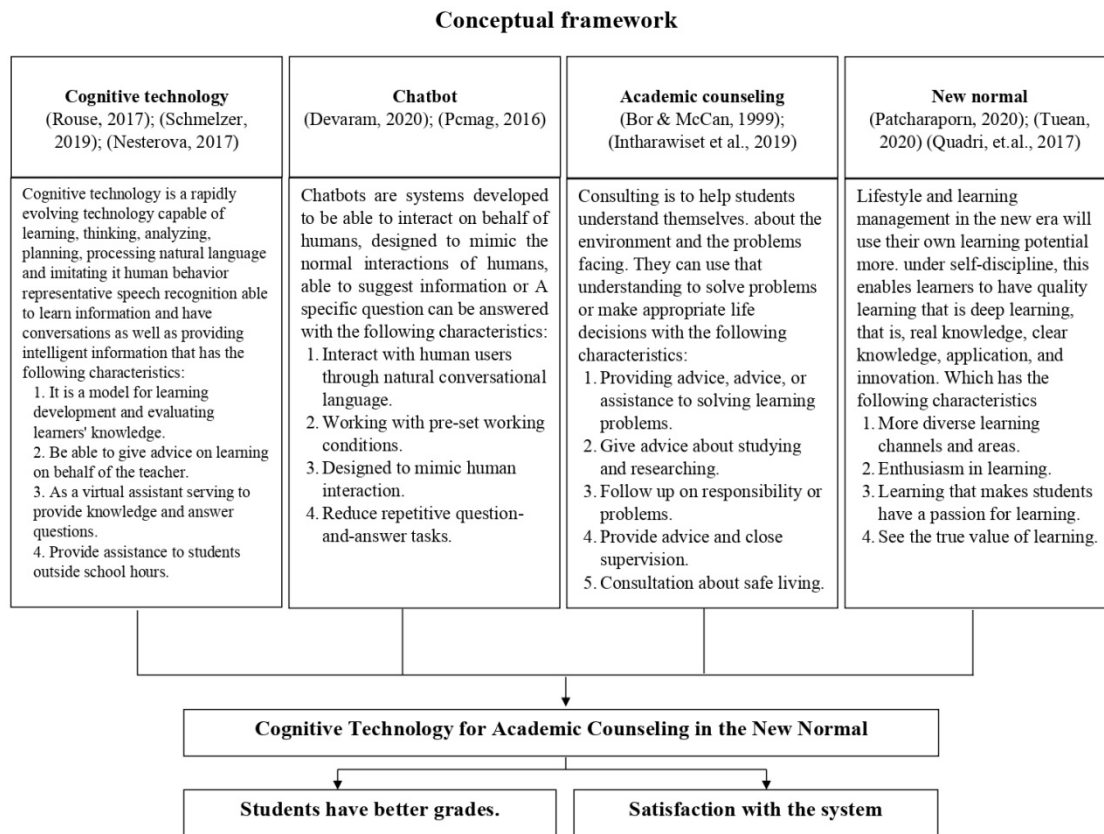 Conceptual framework
Cognitive technology
(Rouse, 2017); (Schmelzer,
2019); (Nesterova, 2017)
Cognitive technology is a rapidly
evolving technology capable of
learning, thinking, analyzing,
planning, processing natural language
and imitating it human behavior
representative speech recognition able
to learn information and have
conversations as well as providing
intelligent information that has the
following characteristics:
1. It is a model for learning
development and evaluating
learners' knowledge.
2. Be able to give advice on learning
on behalf of the teacher.
3. As a virtual assistant serving to
provide knowledge and answer
questions.
4. Provide assistance to students
outside school hours.
Chatbot
(Devaram, 2020); (Pcmag, 2016)
Chatbots are systems developed
to be able to interact on behalf of
humans, designed to mimic the
normal interactions of humans,
able to suggest information or A
specific question can be answered
with the following characteristics:
1. Interact with human users
through natural conversational
language.
2. Working with pre-set working
conditions.
3. Designed to mimic human
interaction.
4. Reduce repetitive question-
and-answer tasks.
Academic counseling
(Bor & McCan, 1999);
(Intharawiset et al., 2019)
Consulting is to help students
understand themselves. about the
environment and the problems
facing. They can use that
understanding to solve problems
or make appropriate life
decisions with the following
characteristics:
1. Providing advice, advice, or
assistance to solving learning
problems.
2. Give advice about studying
and researching.
3. Follow up on responsibility or
problems.
4. Provide advice and close
supervision.
5. Consultation about safe living.
New normal
(Patcharaporn, 2020); (Tuean,
2020) (Quadri, et.al., 2017)
Lifestyle and learning
management in the new era will
use their own learning potential
more. under self-discipline, this
enables learners to have quality
learning that is deep learning,
that is, real knowledge, clear
knowledge, application, and
innovation. Which has the
following characteristics
1. More diverse learning
channels and areas.
2. Enthusiasm in learning.
3. Learning that makes students
have a passion for learning.
4. See the true value of learning.
Cognitive Technology for Academic Counseling in the New Normal
Students have better grades.
Satisfaction with the system